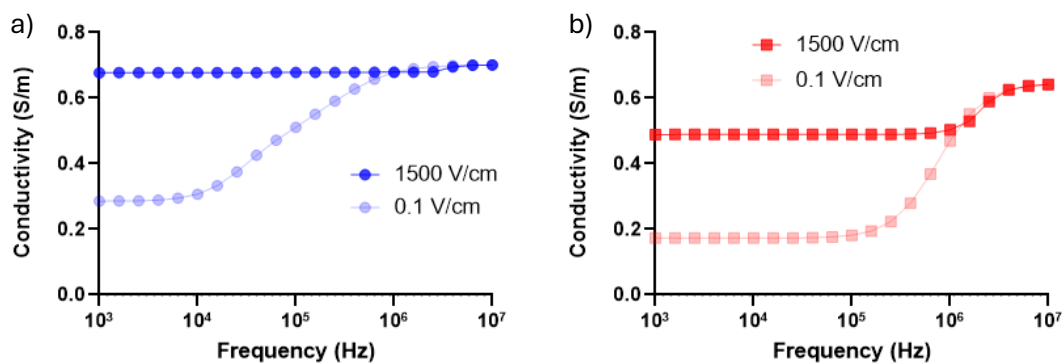 a)
0.8
0.6
0.4
0.2
0.0
Conductivity (S/m)
1500 V/cm
0.1 V/cm
10³ 10⁴ 10⁵ 10⁶ 10⁷
Frequency (Hz)
b)
0.8
0.6
0.4
0.2
0.0
Conductivity (S/m)
1500 V/cm
0.1 V/cm
10³ 10⁴ 10⁵ 10⁶ 10⁷
Frequency (Hz)